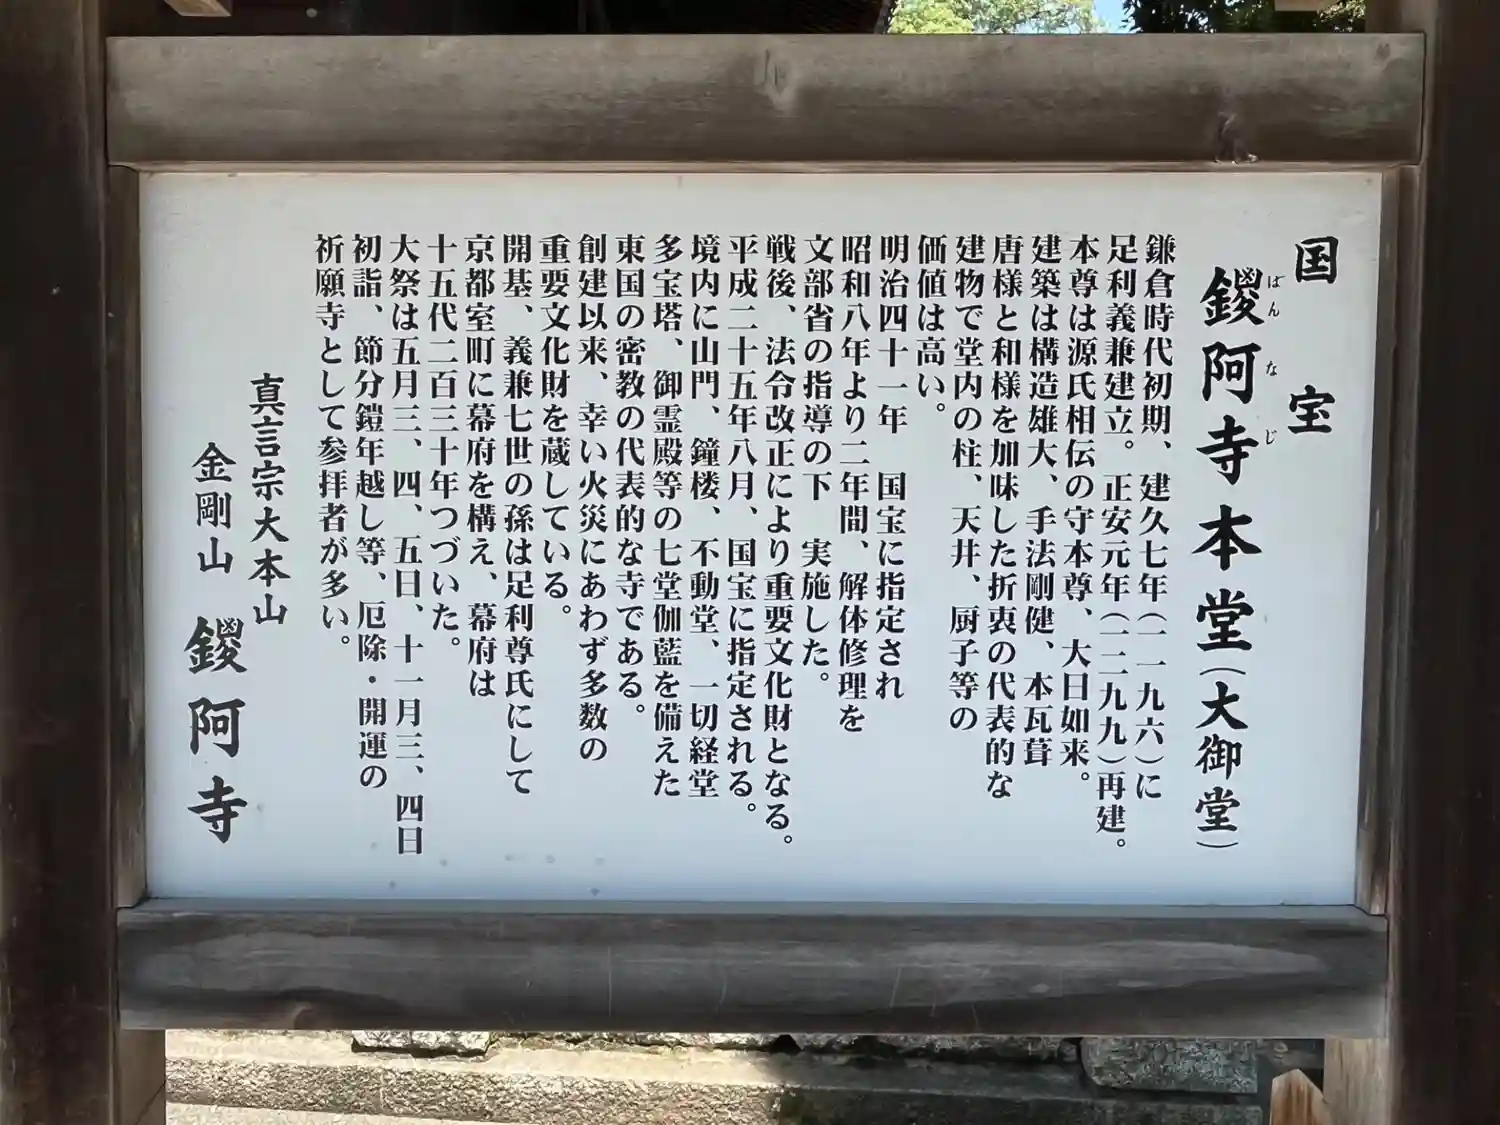 国宝
鑁阿寺本堂(大御堂)
ばんなじ
鎌倉時代初期、建久七年(一一九六)に
足利義兼建立。正安元年(一二九九)再建。
本尊は源氏相伝の守本尊、大日如来。
建築は構造雄大、手法剛健、本瓦葺
唐様と和様を加味した折衷の代表的な
建物で堂内の柱、天井、厨子等の
価値は高い。
明治四十一年 国宝に指定され
昭和八年より二年間、解体修理を
文部省の指導の下 実施した。
戦後、法令改正により重要文化財となる。
平成二十五年八月、国宝に指定される。
境内に山門、鐘楼、不動堂、一切経堂
多宝塔、御霊殿等の七堂伽藍を備えた
東国の密教の代表的な寺である。
創建以来、幸い火災にあわず多数の
重要文化財を蔵している。
開基、義兼七世の孫は足利尊氏にして
京都室町に幕府を構え、幕府は
十五代二百三十年つづいた。
大祭は五月三、四、五日、十一月三、四日
初詣、節分鎧年越し等、厄除・開運の
祈願寺として参拝者が多い。
真言宗大本山
金剛山 鑁阿寺